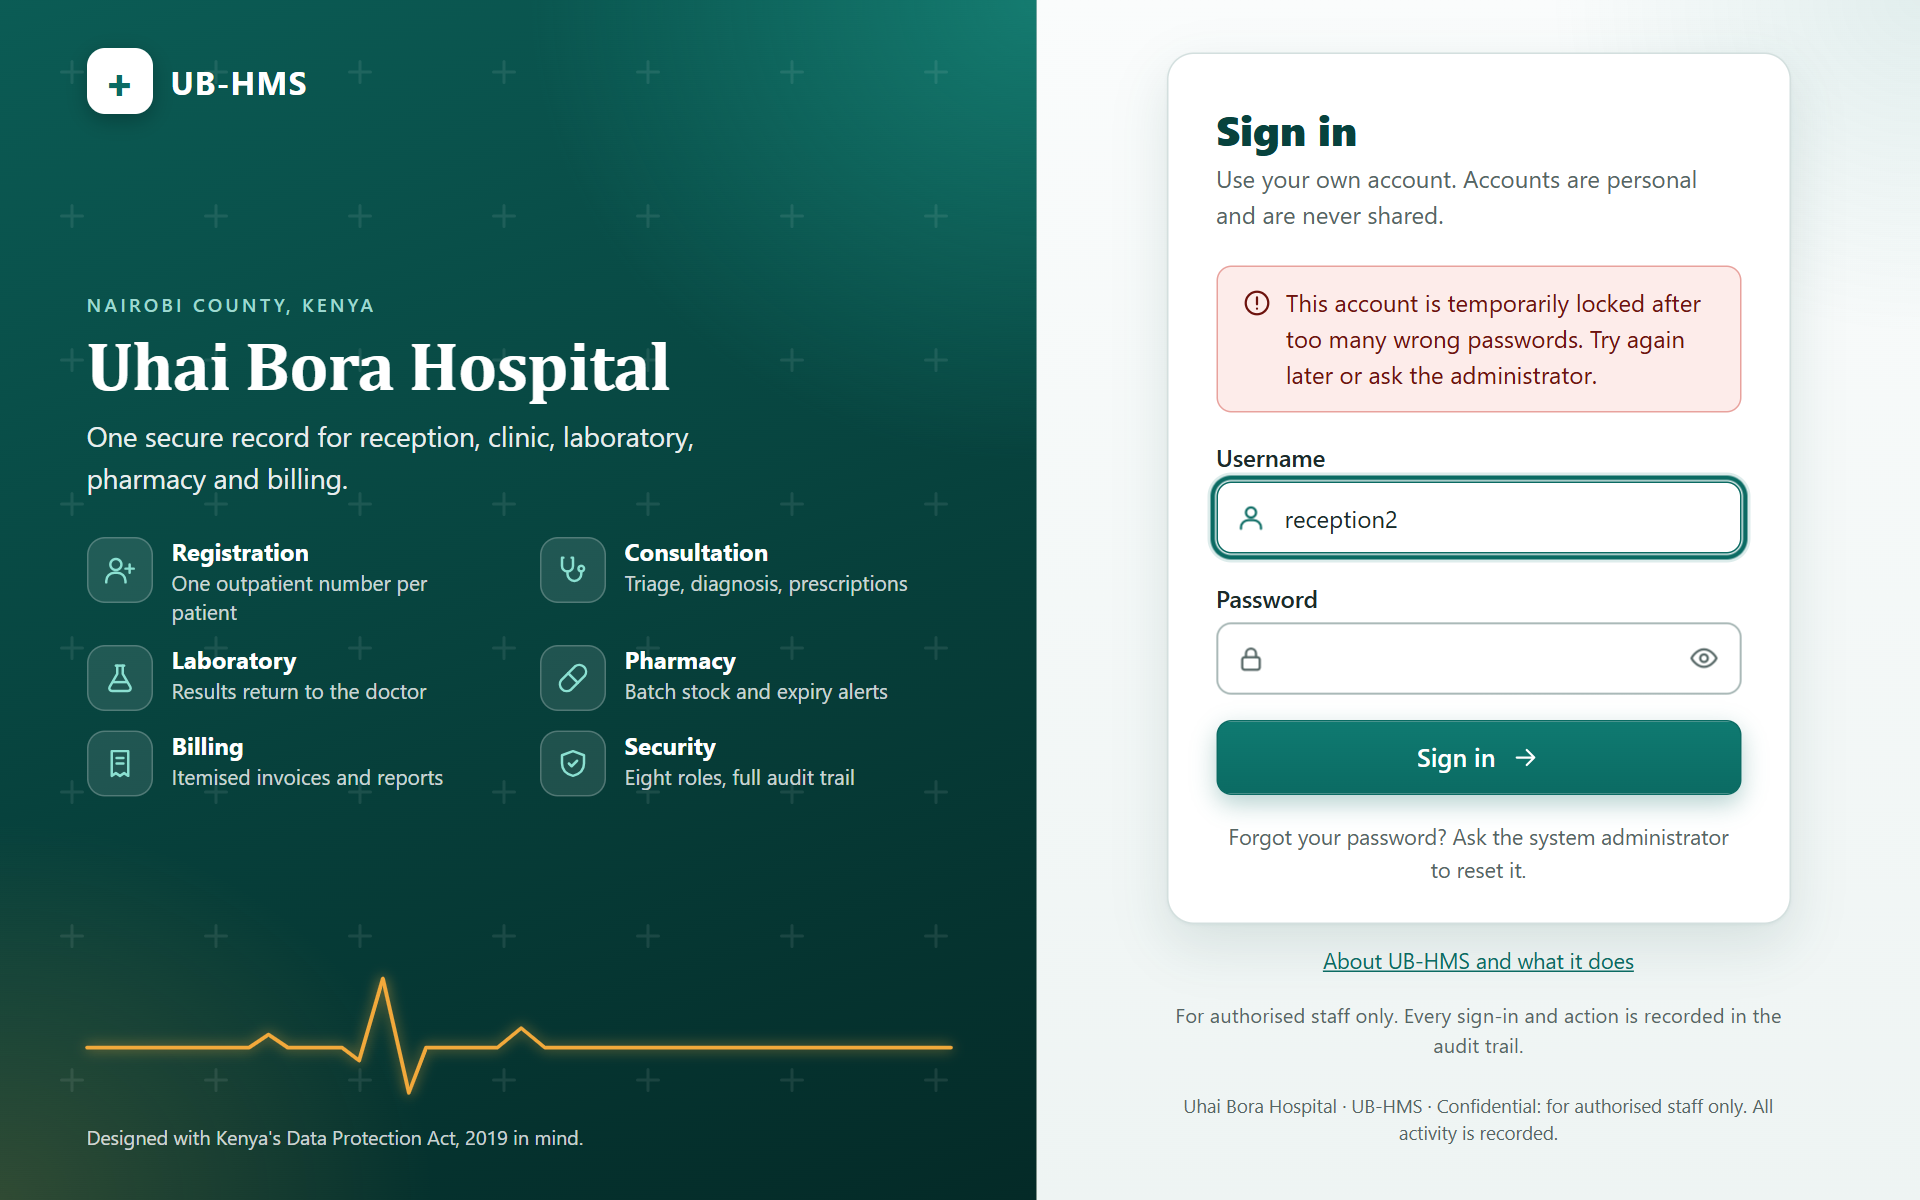 UB-HMS
NAIROBI COUNTY, KENYA
Uhai Bora Hospital
One secure record for reception, clinic, laboratory,
pharmacy and billing.
Registration
One outpatient number per
patient
Consultation
Triage, diagnosis, prescriptions
Laboratory
Results return to the doctor
Pharmacy
Batch stock and expiry alerts
Billing
Itemised invoices and reports
Security
Eight roles, full audit trail
Designed with Kenya's Data Protection Act, 2019 in mind.
Sign in
Use your own account. Accounts are personal
and are never shared.
This account is temporarily locked after
too many wrong passwords. Try again
later or ask the administrator.
Username
reception2
Password
Sign in
Forgot your password? Ask the system administrator
to reset it.
About UB-HMS and what it does
For authorised staff only. Every sign-in and action is recorded in the
audit trail.
Uhai Bora Hospital · UB-HMS · Confidential: for authorised staff only. All
activity is recorded.